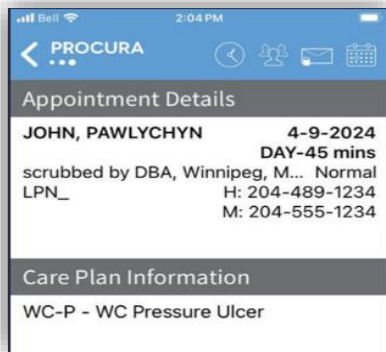 Bell 2:04 PM
PROCURA
Appointment Details
JOHN, PAWLYCHYN 4-9-2024
DAY-45 mins
scrubbed by DBA, Winnipeg, M... Normal
LPN_ H: 204-489-1234
M: 204-555-1234
Care Plan Information
WC-P - WC Pressure Ulcer